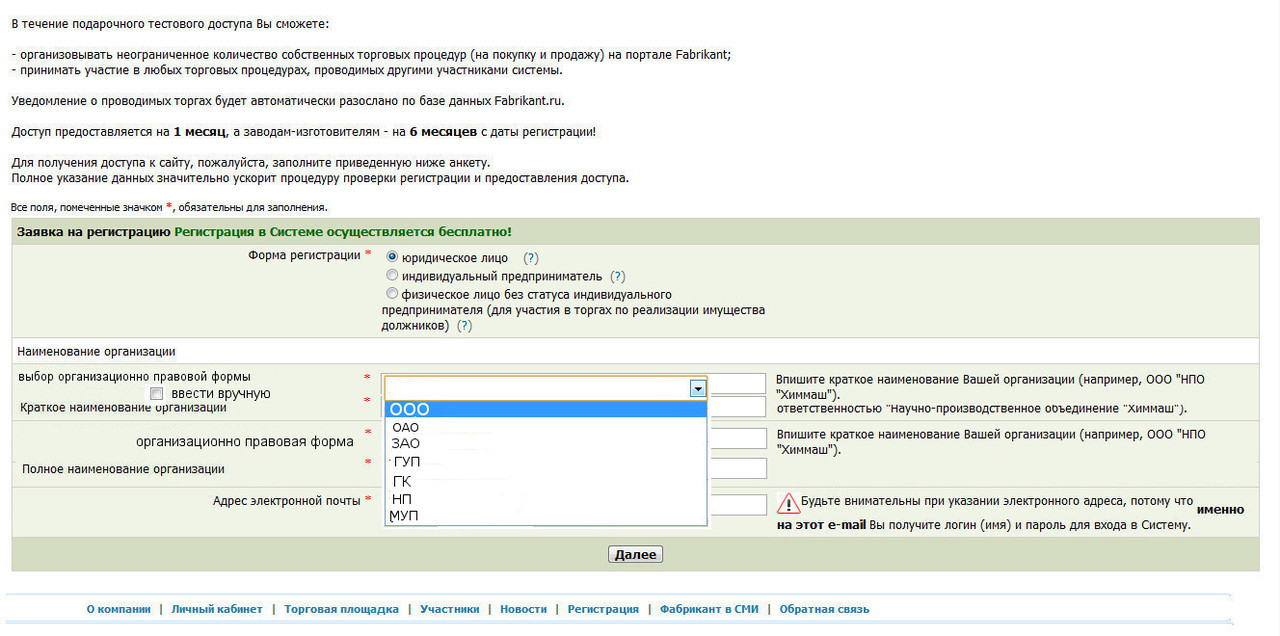 В течение подарочного тестового доступа Вы сможете:
- организовывать неограниченное количество собственных торговых процедур (на покупку и продажу) на портале Fabrikant;
- принимать участие в любых торговых процедурах, проводимых другими участниками системы.
Уведомление о проводимых торгах будет автоматически разослано по базе данных Fabrikant.ru.
Доступ предоставляется на 1 месяц, а заводам-изготовителям - на 6 месяцев с даты регистрации!
Для получения доступа к сайту, пожалуйста, заполните приведенную ниже анкету.
Полное указание данных значительно ускорит процедуру проверки регистрации и предоставления доступа.
Все поля, помеченные значком *, обязательны для заполнения.
Заявка на регистрацию Регистрация в Системе осуществляется бесплатно!
Форма регистрации *
юридическое лицо (?)
индивидуальный предприниматель (?)
физическое лицо без статуса индивидуального
предпринимателя (для участия в торгах по реализации имущества
должников) (?)
Наименование организации
выбор организационно правовой формы *
ввести вручную
Краткое наименование организации *
Впишите краткое наименование Вашей организации (например, ООО "НПО
"Химмаш").
ответственностью "Научно-производственное объединение "Химмаш").
ООО
ОАО
ЗАО
ГУП
ГК
НП
МУП
организационно правовая форма *
Впишите краткое наименование Вашей организации (например, ООО "НПО
"Химмаш").
Полное наименование организации *
Адрес электронной почты *
Будьте внимательны при указании электронного адреса, потому что именно
на этот e-mail Вы получите логин (имя) и пароль для входа в Систему.
Далее
О компании | Личный кабинет | Торговая площадка | Участники | Новости | Регистрация | Фабрикант в СМИ | Обратная связь